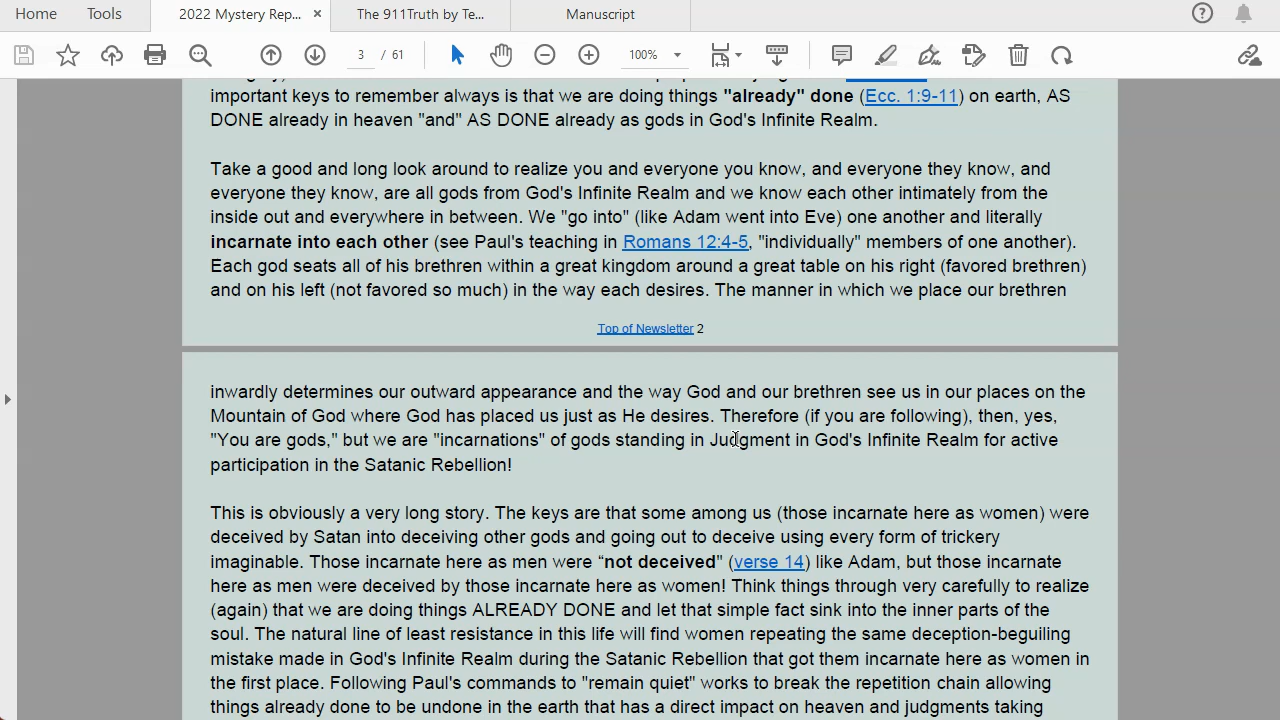 Home Tools 2022 Mystery Rep... × The 911Truth by Te... Manuscript
3 / 61 100%
important keys to remember always is that we are doing things "already" done (Ecc. 1:9-11) on earth, AS
DONE already in heaven "and" AS DONE already as gods in God's Infinite Realm.
Take a good and long look around to realize you and everyone you know, and everyone they know, and
everyone they know, are all gods from God's Infinite Realm and we know each other intimately from the
inside out and everywhere in between. We "go into" (like Adam went into Eve) one another and literally
incarnate into each other (see Paul's teaching in Romans 12:4-5, "individually" members of one another).
Each god seats all of his brethren within a great kingdom around a great table on his right (favored brethren)
and on his left (not favored so much) in the way each desires. The manner in which we place our brethren
Top of Newsletter 2
inwardly determines our outward appearance and the way God and our brethren see us in our places on the
Mountain of God where God has placed us just as He desires. Therefore (if you are following), then, yes,
"You are gods," but we are "incarnations" of gods standing in Judgment in God's Infinite Realm for active
participation in the Satanic Rebellion!
This is obviously a very long story. The keys are that some among us (those incarnate here as women) were
deceived by Satan into deceiving other gods and going out to deceive using every form of trickery
imaginable. Those incarnate here as men were “not deceived” (verse 14) like Adam, but those incarnate
here as men were deceived by those incarnate here as women! Think things through very carefully to realize
(again) that we are doing things ALREADY DONE and let that simple fact sink into the inner parts of the
soul. The natural line of least resistance in this life will find women repeating the same deception-beguiling
mistake made in God's Infinite Realm during the Satanic Rebellion that got them incarnate here as women in
the first place. Following Paul's commands to "remain quiet" works to break the repetition chain allowing
things already done to be undone in the earth that has a direct impact on heaven and judgments taking